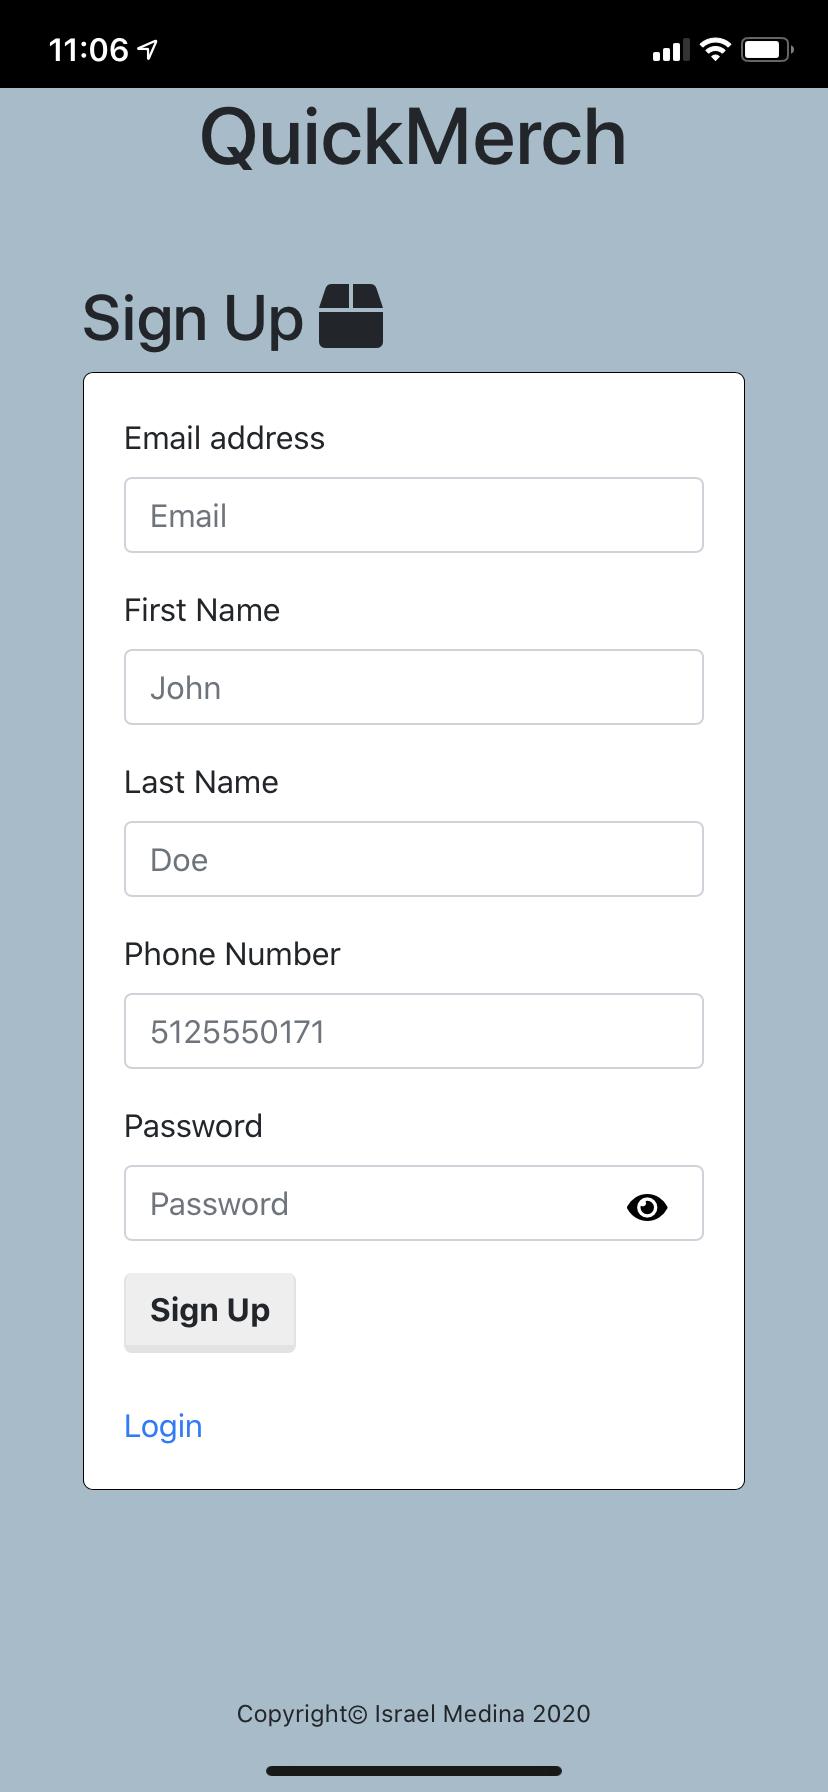 11:06
QuickMerch
Sign Up
Email address
Email
First Name
John
Last Name
Doe
Phone Number
5125550171
Password
Password
Sign Up
Login
Copyright© Israel Medina 2020